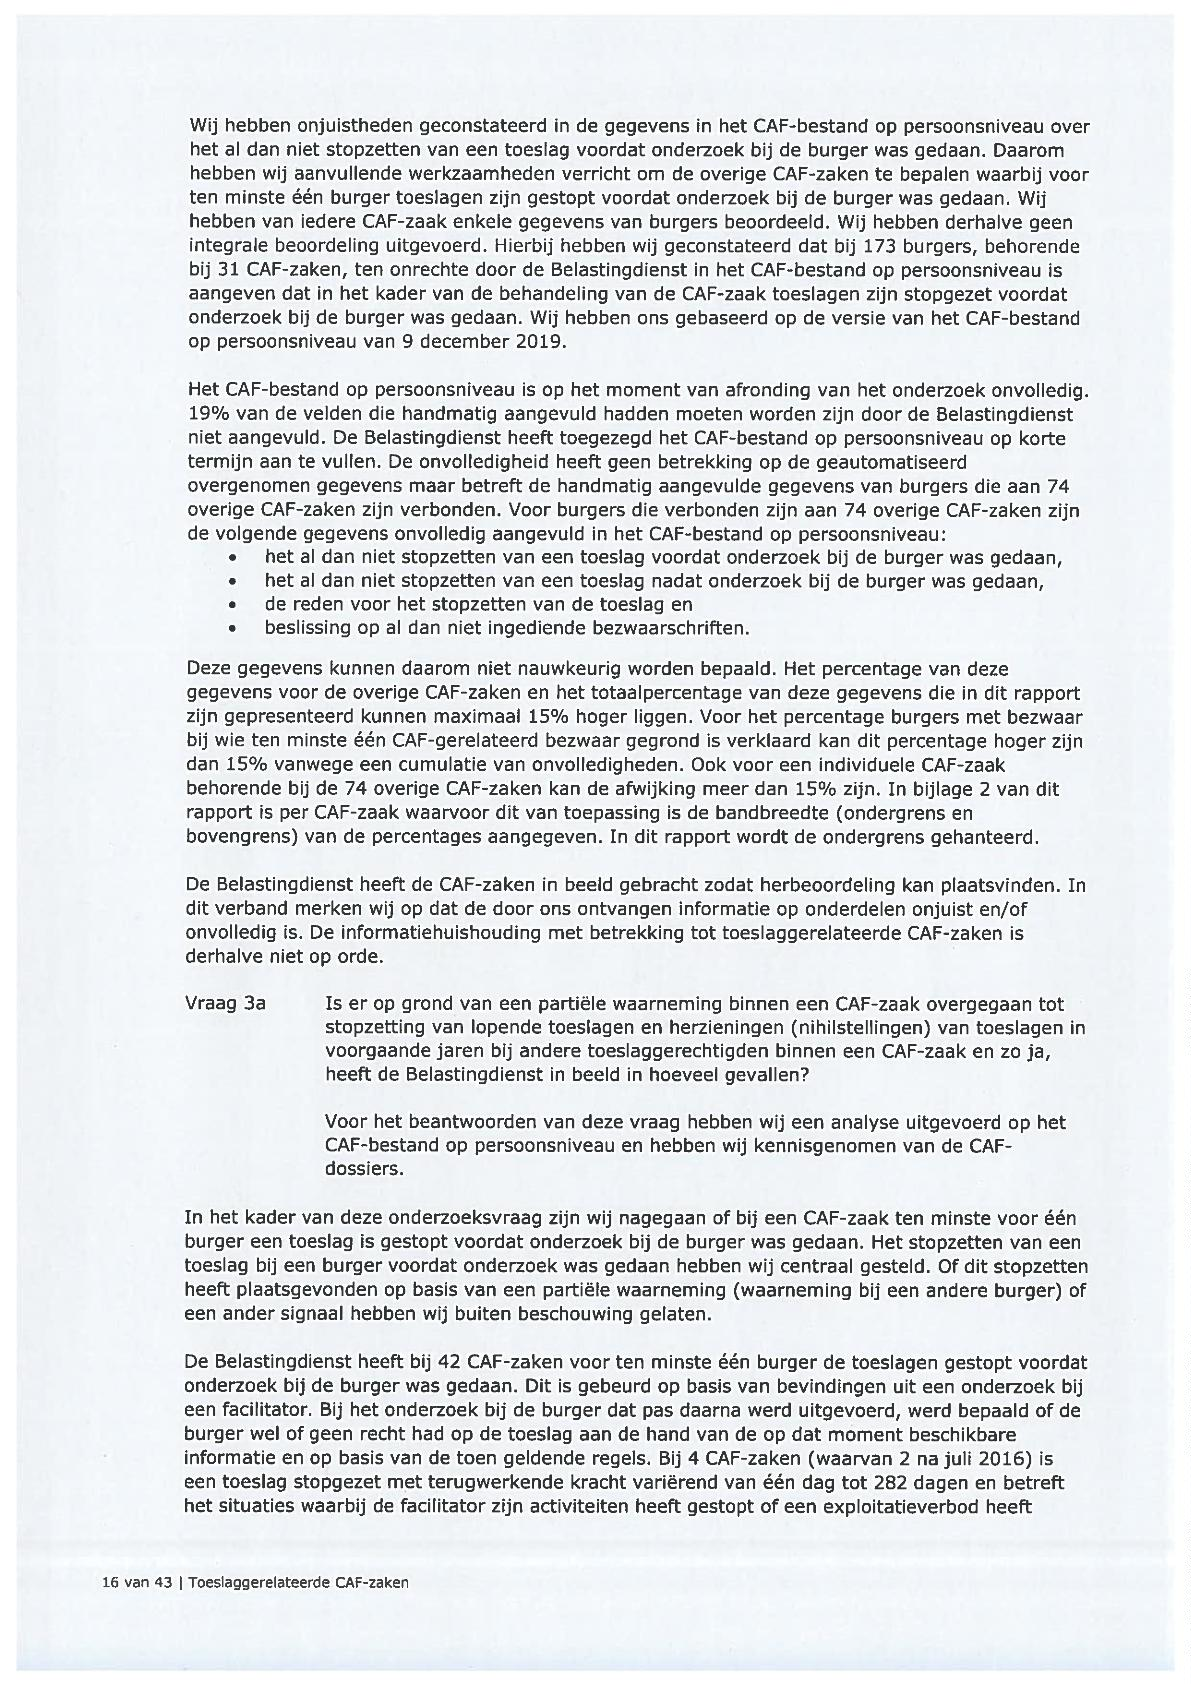 Wij hebben onjuistheden geconstateerd in de gegevens in het CAF-bestand op persoonsniveau over
het al dan niet stopzetten van een toeslag voordat onderzoek bij de burger was gedaan. Daarom
hebben wij aanvullende werkzaamheden verricht om de overige CAF-zaken te bepalen waarbij voor
ten minste één burger toeslagen zijn gestopt voordat onderzoek bij de burger was gedaan. Wij
hebben van iedere CAF-zaak enkele gegevens van burgers beoordeeld. Wij hebben derhalve geen
integrale beoordeling uitgevoerd. Hierbij hebben wij geconstateerd dat bij 173 burgers, behorende
bij 31 CAF-zaken, ten onrechte door de Belastingdienst in het CAF-bestand op persoonsniveau is
aangeven dat in het kader van de behandeling van de CAF-zaak toeslagen zijn stopgezet voordat
onderzoek bij de burger was gedaan. Wij hebben ons gebaseerd op de versie van het CAF-bestand
op persoonsniveau van 9 december 2019.
Het CAF-bestand op persoonsniveau is op het moment van afronding van het onderzoek onvolledig.
19% van de velden die handmatig aangevuld hadden moeten worden zijn door de Belastingdienst
niet aangevuld. De Belastingdienst heeft toegezegd het CAF-bestand op persoonsniveau op korte
termijn aan te vullen. De onvolledigheid heeft geen betrekking op de geautomatiseerd
overgenomen gegevens maar betreft de handmatig aangevulde gegevens van burgers die aan 74
overige CAF-zaken zijn verbonden. Voor burgers die verbonden zijn aan 74 overige CAF-zaken zijn
de volgende gegevens onvolledig aangevuld in het CAF-bestand op persoonsniveau:
• het al dan niet stopzetten van een toeslag voordat onderzoek bij de burger was gedaan,
• het al dan niet stopzetten van een toeslag nadat onderzoek bij de burger was gedaan,
• de reden voor het stopzetten van de toeslag en
• beslissing op al dan niet ingediende bezwaarschriften.
Deze gegevens kunnen daarom niet nauwkeurig worden bepaald. Het percentage van deze
gegevens voor de overige CAF-zaken en het totaalpercentage van deze gegevens die in dit rapport
zijn gepresenteerd kunnen maximaal 15% hoger liggen. Voor het percentage burgers met bezwaar
bij wie ten minste één CAF-gerelateerd bezwaar gegrond is verklaard kan dit percentage hoger zijn
dan 15% vanwege een cumulatie van onvolledigheden. Ook voor een individuele CAF-zaak
behorende bij de 74 overige CAF-zaken kan de afwijking meer dan 15% zijn. In bijlage 2 van dit
rapport is per CAF-zaak waarvoor dit van toepassing is de bandbreedte (ondergrens en
bovengrens) van de percentages aangegeven. In dit rapport wordt de ondergrens gehanteerd.
De Belastingdienst heeft de CAF-zaken in beeld gebracht zodat herbeoordeling kan plaatsvinden. In
dit verband merken wij op dat de door ons ontvangen informatie op onderdelen onjuist en/of
onvolledig is. De informatiehuishouding met betrekking tot toeslaggerelateerde CAF-zaken is
derhalve niet op orde.
Vraag 3a Is er op grond van een partiële waarneming binnen een CAF-zaak overgegaan tot
stopzetting van lopende toeslagen en herzieningen (nihilstellingen) van toeslagen in
voorgaande jaren bij andere toeslaggerechtigden binnen een CAF-zaak en zo ja,
heeft de Belastingdienst in beeld in hoeveel gevallen?
Voor het beantwoorden van deze vraag hebben wij een analyse uitgevoerd op het
CAF-bestand op persoonsniveau en hebben wij kennisgenomen van de CAF-
dossiers.
In het kader van deze onderzoeksvraag zijn wij nagegaan of bij een CAF-zaak ten minste voor één
burger een toeslag is gestopt voordat onderzoek bij de burger was gedaan. Het stopzetten van een
toeslag bij een burger voordat onderzoek was gedaan hebben wij centraal gesteld. Of dit stopzetten
heeft plaatsgevonden op basis van een partiële waarneming (waarneming bij een andere burger) of
een ander signaal hebben wij buiten beschouwing gelaten.
De Belastingdienst heeft bij 42 CAF-zaken voor ten minste één burger de toeslagen gestopt voordat
onderzoek bij de burger was gedaan. Dit is gebeurd op basis van bevindingen uit een onderzoek bij
een facilitator. Bij het onderzoek bij de burger dat pas daarna werd uitgevoerd, werd bepaald of de
burger wel of geen recht had op de toeslag aan de hand van de op dat moment beschikbare
informatie en op basis van de toen geldende regels. Bij 4 CAF-zaken (waarvan 2 na juli 2016) is
een toeslag stopgezet met terugwerkende kracht variërend van één dag tot 282 dagen en betreft
het situaties waarbij de facilitator zijn activiteiten heeft gestopt of een exploitatieverbod heeft
16 van 43 | Toeslaggerelateerde CAF-zaken